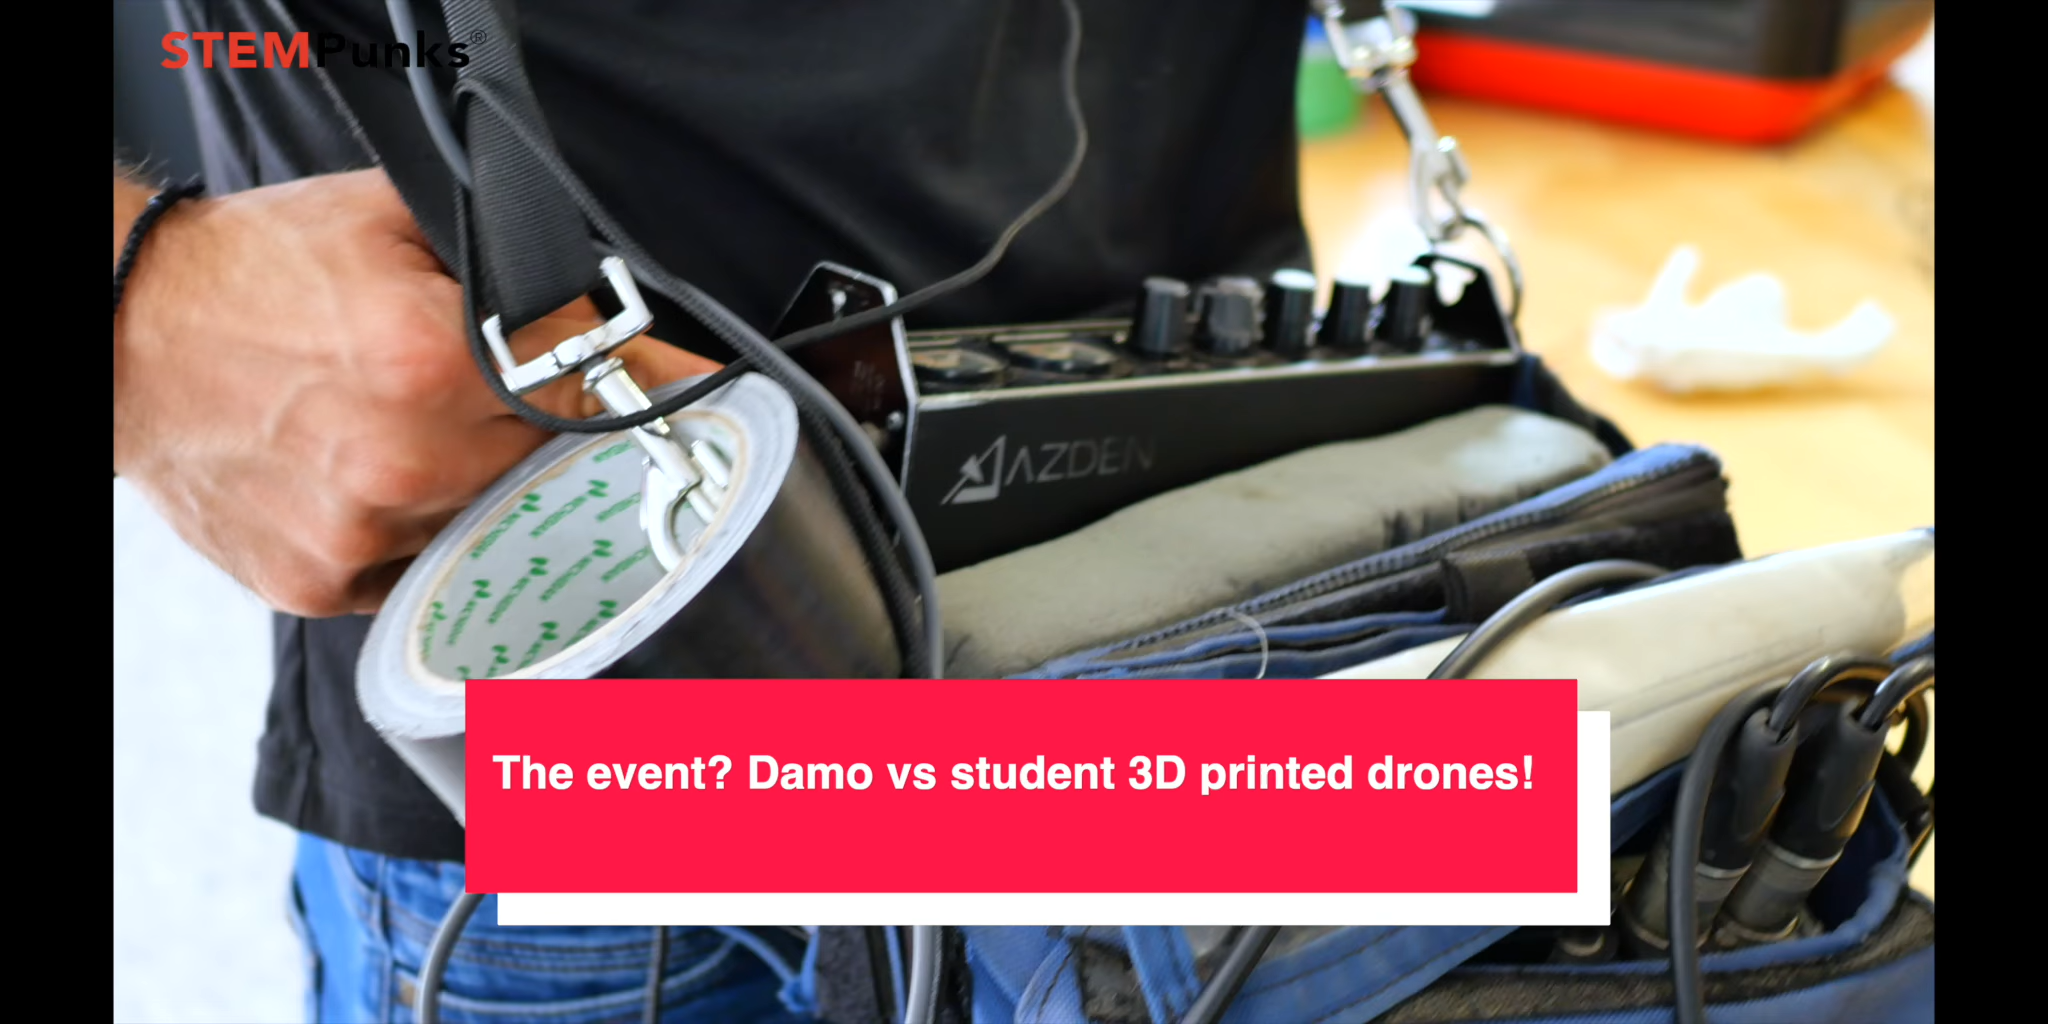 STEMPunks®
AZDEN
The event? Damo vs student 3D printed drones!